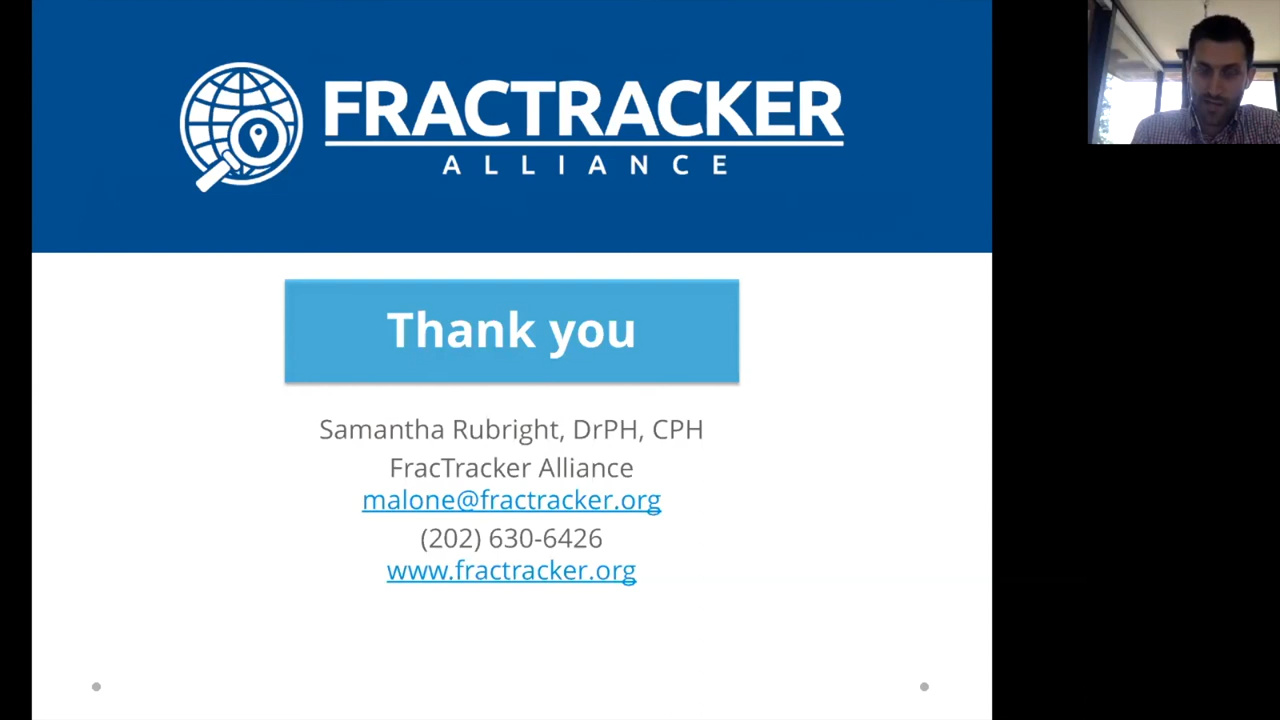 FRACTRACKER
ALLIANCE
Thank you
Samantha Rubright, DrPH, CPH
FracTracker Alliance
malone@fractracker.org
(202) 630-6426
www.fractracker.org